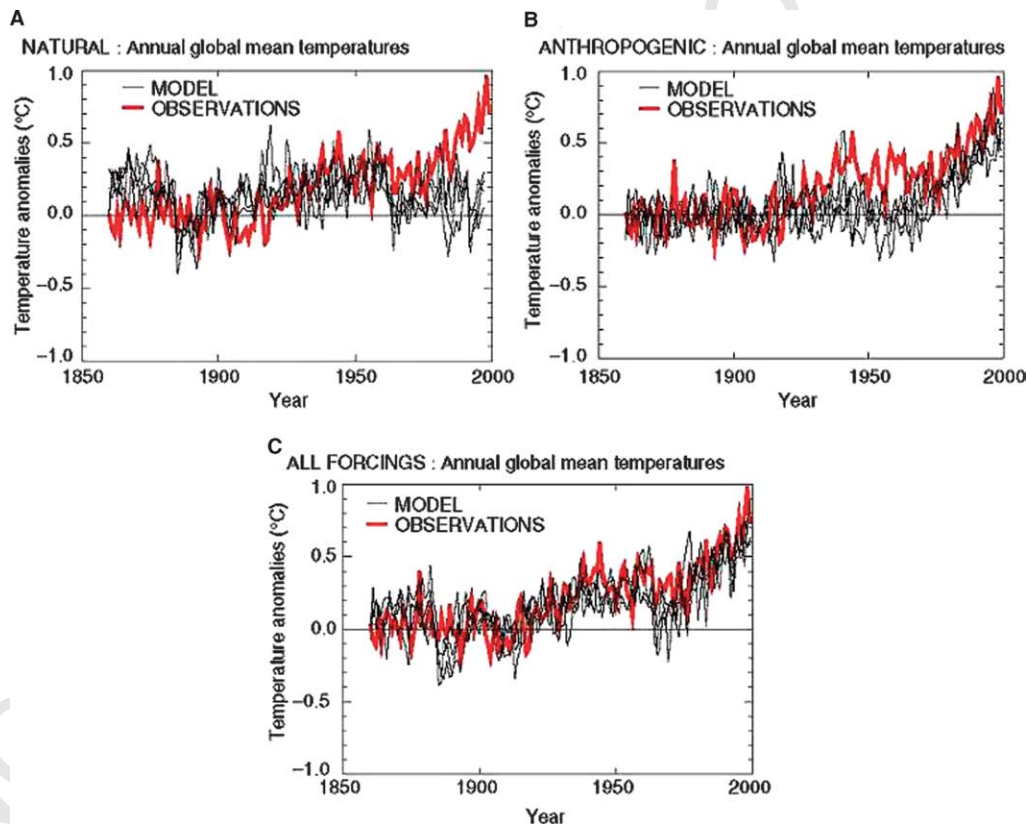 A
NATURAL : Annual global mean temperatures
MODEL
OBSERVATIONS
Temperature anomalies (°C)
1.0
0.5
0.0
−0.5
−1.0
1850 1900 1950 2000
Year
B
ANTHROPOGENIC : Annual global mean temperatures
MODEL
OBSERVATIONS
Temperature anomalies (°C)
1.0
0.5
0.0
−0.5
−1.0
1850 1900 1950 2000
Year
C
ALL FORCINGS : Annual global mean temperatures
MODEL
OBSERVATIONS
Temperature anomalies (°C)
1.0
0.5
0.0
−0.5
−1.0
1850 1900 1950 2000
Year